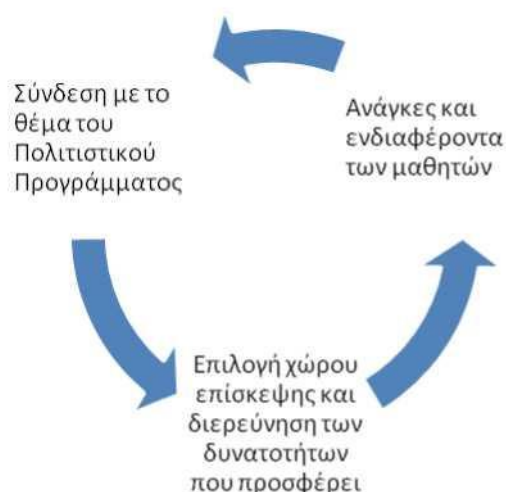 Σύνδεση με το
θέμα του
Πολιτιστικού
Προγράμματος
Ανάγκες και
ενδιαφέροντα
των μαθητών
Επιλογή χώρου
επίσκεψης και
διερεύνηση των
δυνατοτήτων
που προσφέρει